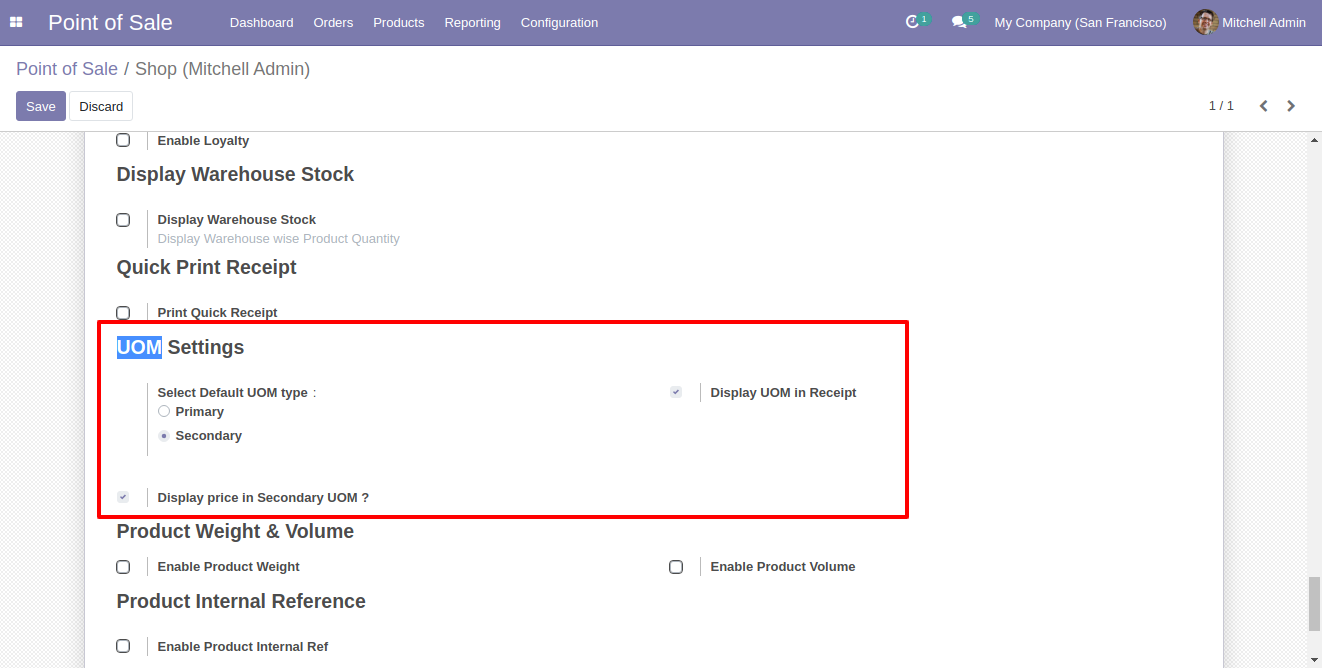 Point of Sale Dashboard Orders Products Reporting Configuration 1 5 My Company (San Francisco) Mitchell Admin
Point of Sale / Shop (Mitchell Admin)
Save Discard 1 / 1
Enable Loyalty
Display Warehouse Stock
Display Warehouse Stock
Display Warehouse wise Product Quantity
Quick Print Receipt
Print Quick Receipt
UOM Settings
Select Default UOM type : Display UOM in Receipt
Primary
Secondary
Display price in Secondary UOM ?
Product Weight & Volume
Enable Product Weight Enable Product Volume
Product Internal Reference
Enable Product Internal Ref